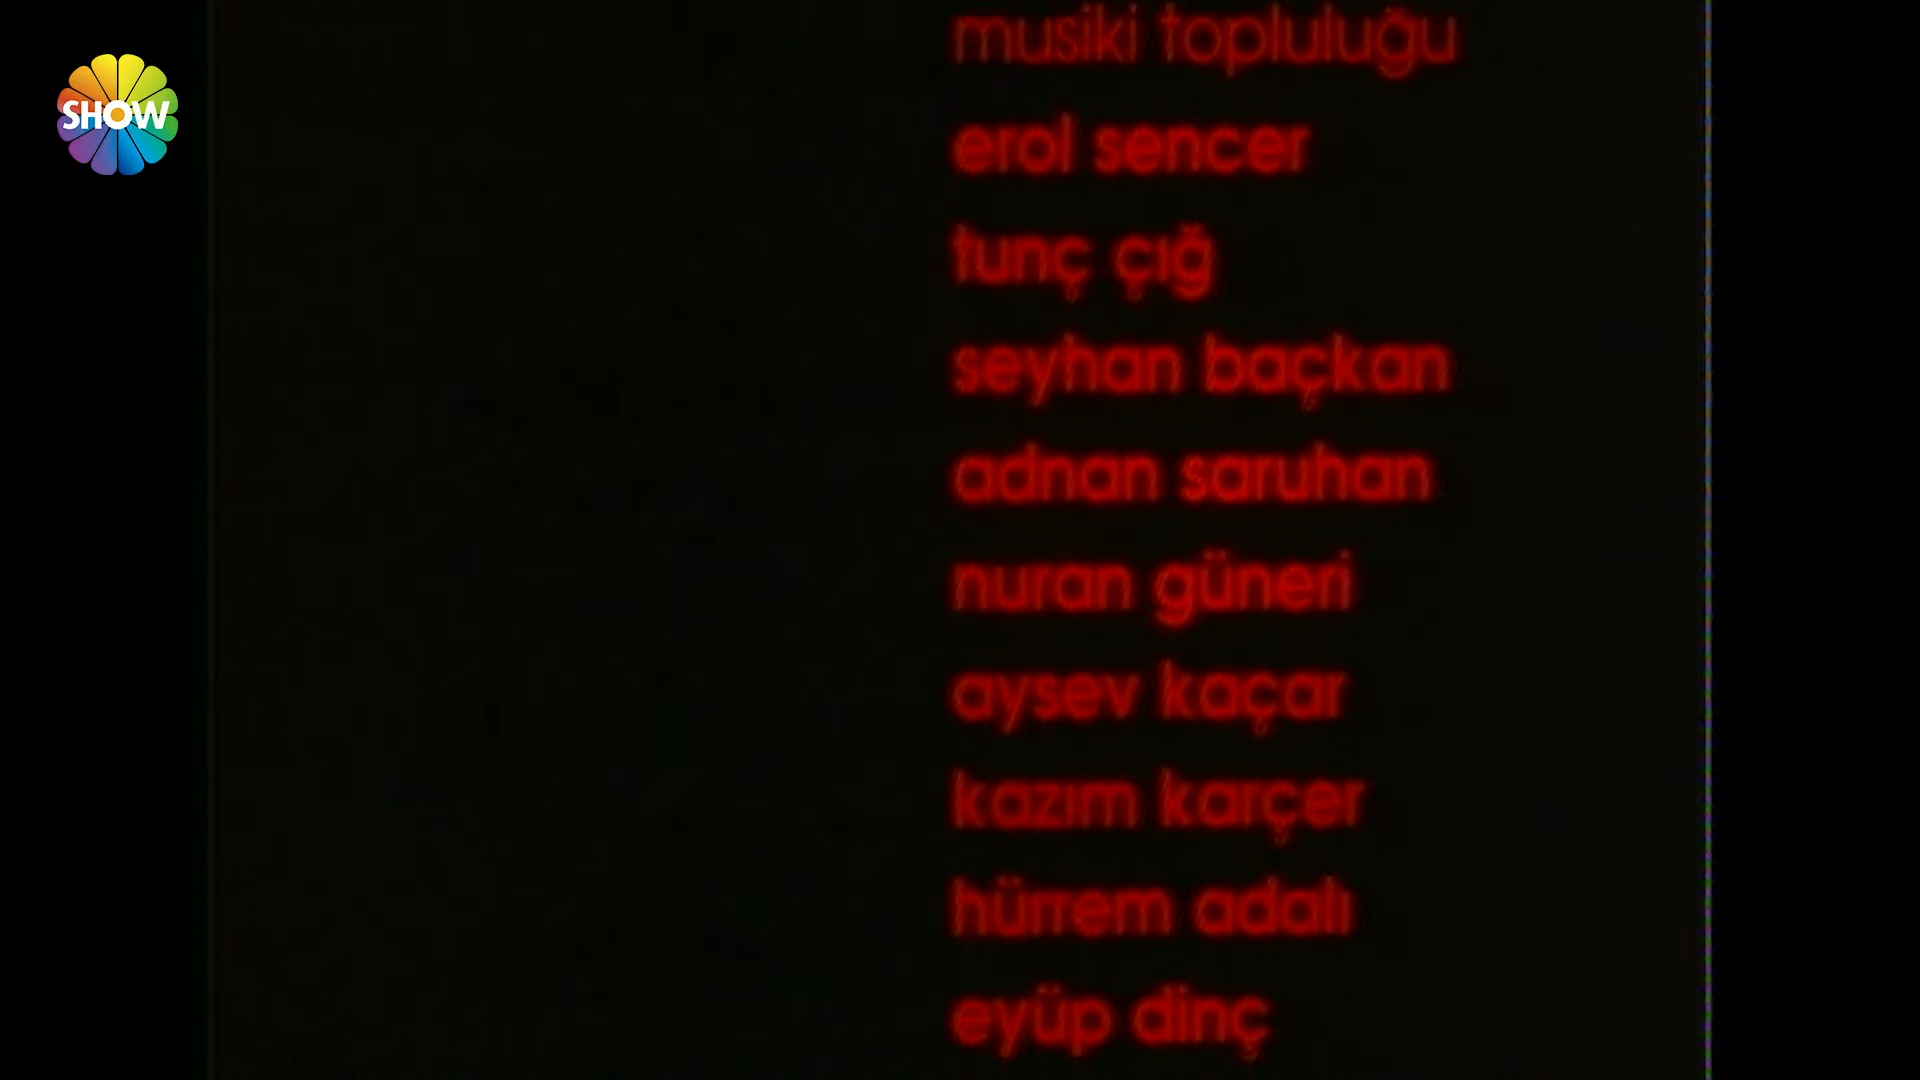 SHOW
musiki topluluğu
erol sencer
tunç çığ
seyhan baçkan
adnan saruhan
nuran güneri
aysev kaçar
kazım karçer
hürrem adalı
eyüp dinç